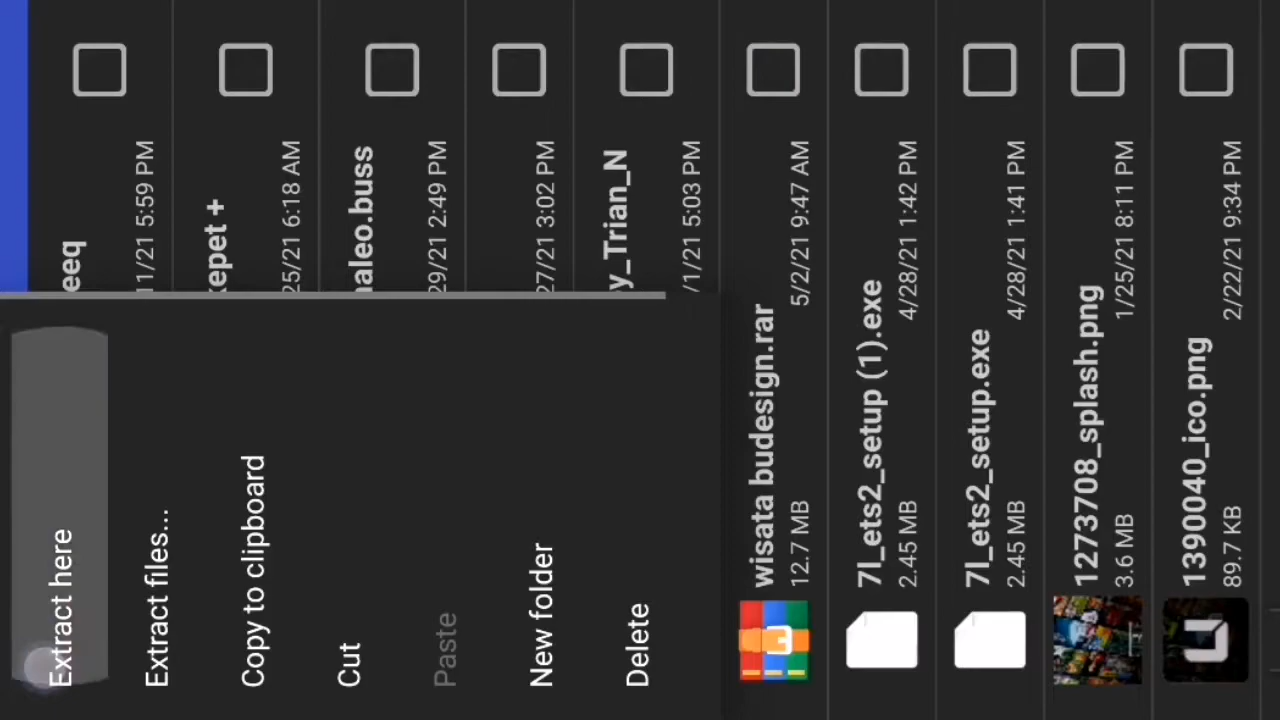 eeq
11/21 5:59 PM
kepet +
25/21 6:18 AM
naleo.buss
29/21 2:49 PM
27/21 3:02 PM
y_Trian_N
/1/21 5:03 PM
Extract here
Extract files...
Copy to clipboard
Cut
Paste
New folder
Delete
wisata budesign.rar
12.7 MB 5/2/21 9:47 AM
7l_ets2_setup (1).exe
2.45 MB 4/28/21 1:42 PM
7l_ets2_setup.exe
2.45 MB 4/28/21 1:41 PM
1273708_splash.png
3.6 MB 1/25/21 8:11 PM
1390040_ico.png
89.7 KB 2/22/21 9:34 PM